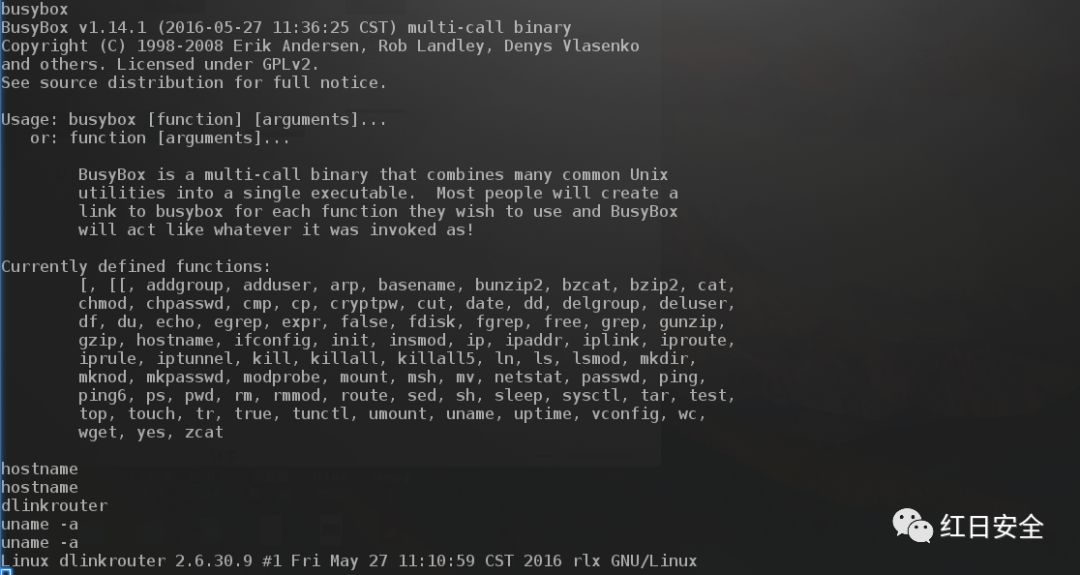 busybox
BusyBox v1.14.1 (2016-05-27 11:36:25 CST) multi-call binary
Copyright (C) 1998-2008 Erik Andersen, Rob Landley, Denys Vlasenko
and others. Licensed under GPLv2.
See source distribution for full notice.

Usage: busybox [function] [arguments]...
   or: function [arguments]...

        BusyBox is a multi-call binary that combines many common Unix
        utilities into a single executable.  Most people will create a
        link to busybox for each function they wish to use and BusyBox
        will act like whatever it was invoked as!

Currently defined functions:
        [, [[, addgroup, adduser, arp, basename, bunzip2, bzcat, bzip2, cat,
        chmod, chpasswd, cmp, cp, cryptpw, cut, date, dd, delgroup, deluser,
        df, du, echo, egrep, expr, false, fdisk, fgrep, free, grep, gunzip,
        gzip, hostname, ifconfig, init, insmod, ip, ipaddr, iplink, iproute,
        iprule, iptunnel, kill, killall, killall5, ln, ls, lsmod, mkdir,
        mknod, mkpasswd, modprobe, mount, msh, mv, netstat, passwd, ping,
        ping6, ps, pwd, rm, rmmod, route, sed, sh, sleep, sysctl, tar, test,
        top, touch, tr, true, tunctl, umount, uname, uptime, vconfig, wc,
        wget, yes, zcat

hostname
hostname
dlinkrouter
uname -a
uname -a
Linux dlinkrouter 2.6.30.9 #1 Fri May 27 11:10:59 CST 2016 rlx GNU/Linux
红日安全